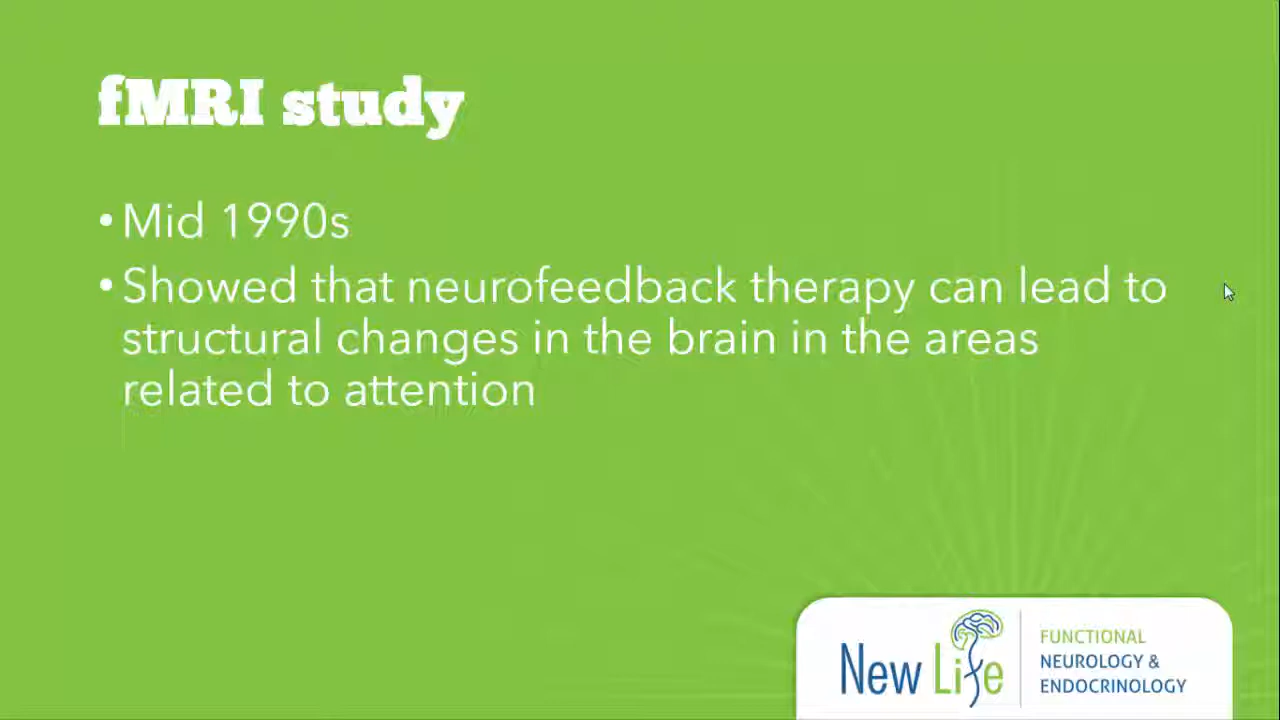 fMRI study
• Mid 1990s
• Showed that neurofeedback therapy can lead to
structural changes in the brain in the areas
related to attention
New Life
FUNCTIONAL
NEUROLOGY &
ENDOCRINOLOGY